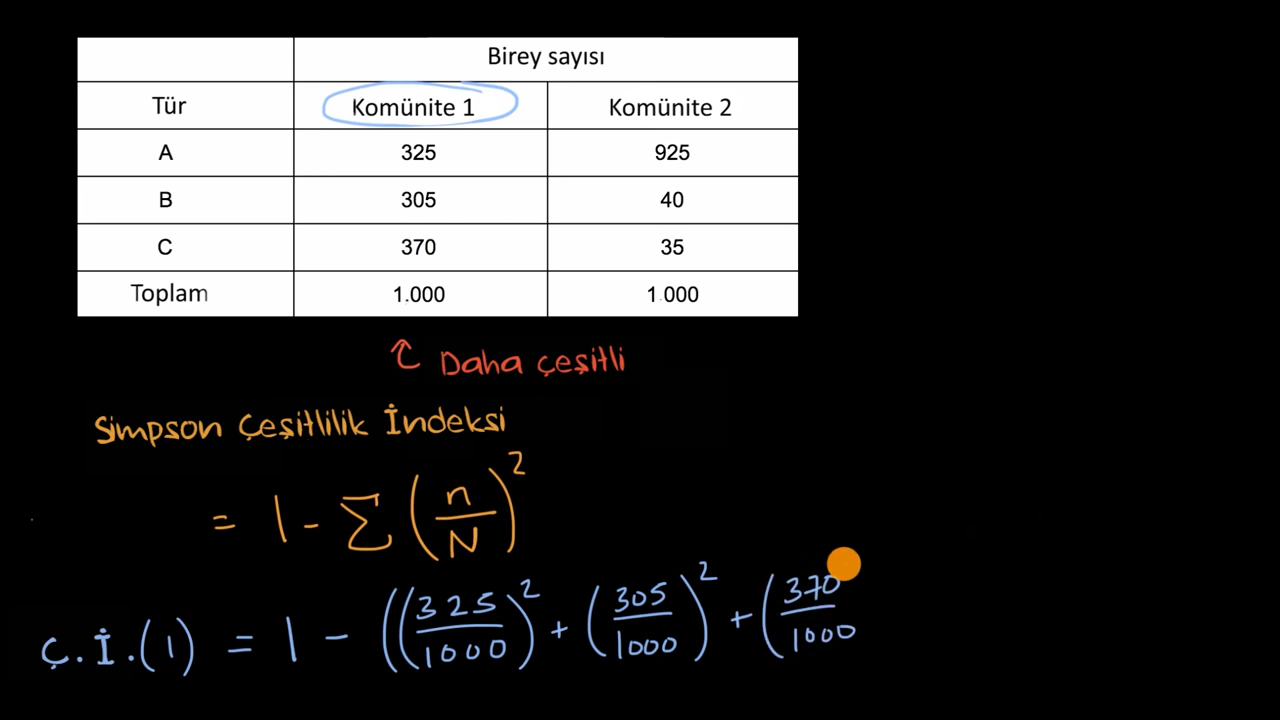 Birey sayısı
Tür Komünite 1 Komünite 2
A 325 925
B 305 40
C 370 35
Toplam 1.000 1.000
Daha çeşitli
Simpson Çeşitlilik İndeksi
= 1 - Σ (n/N)²
Ç.İ.(1) = 1 - ((325/1000)² + (305/1000)² + (370/1000